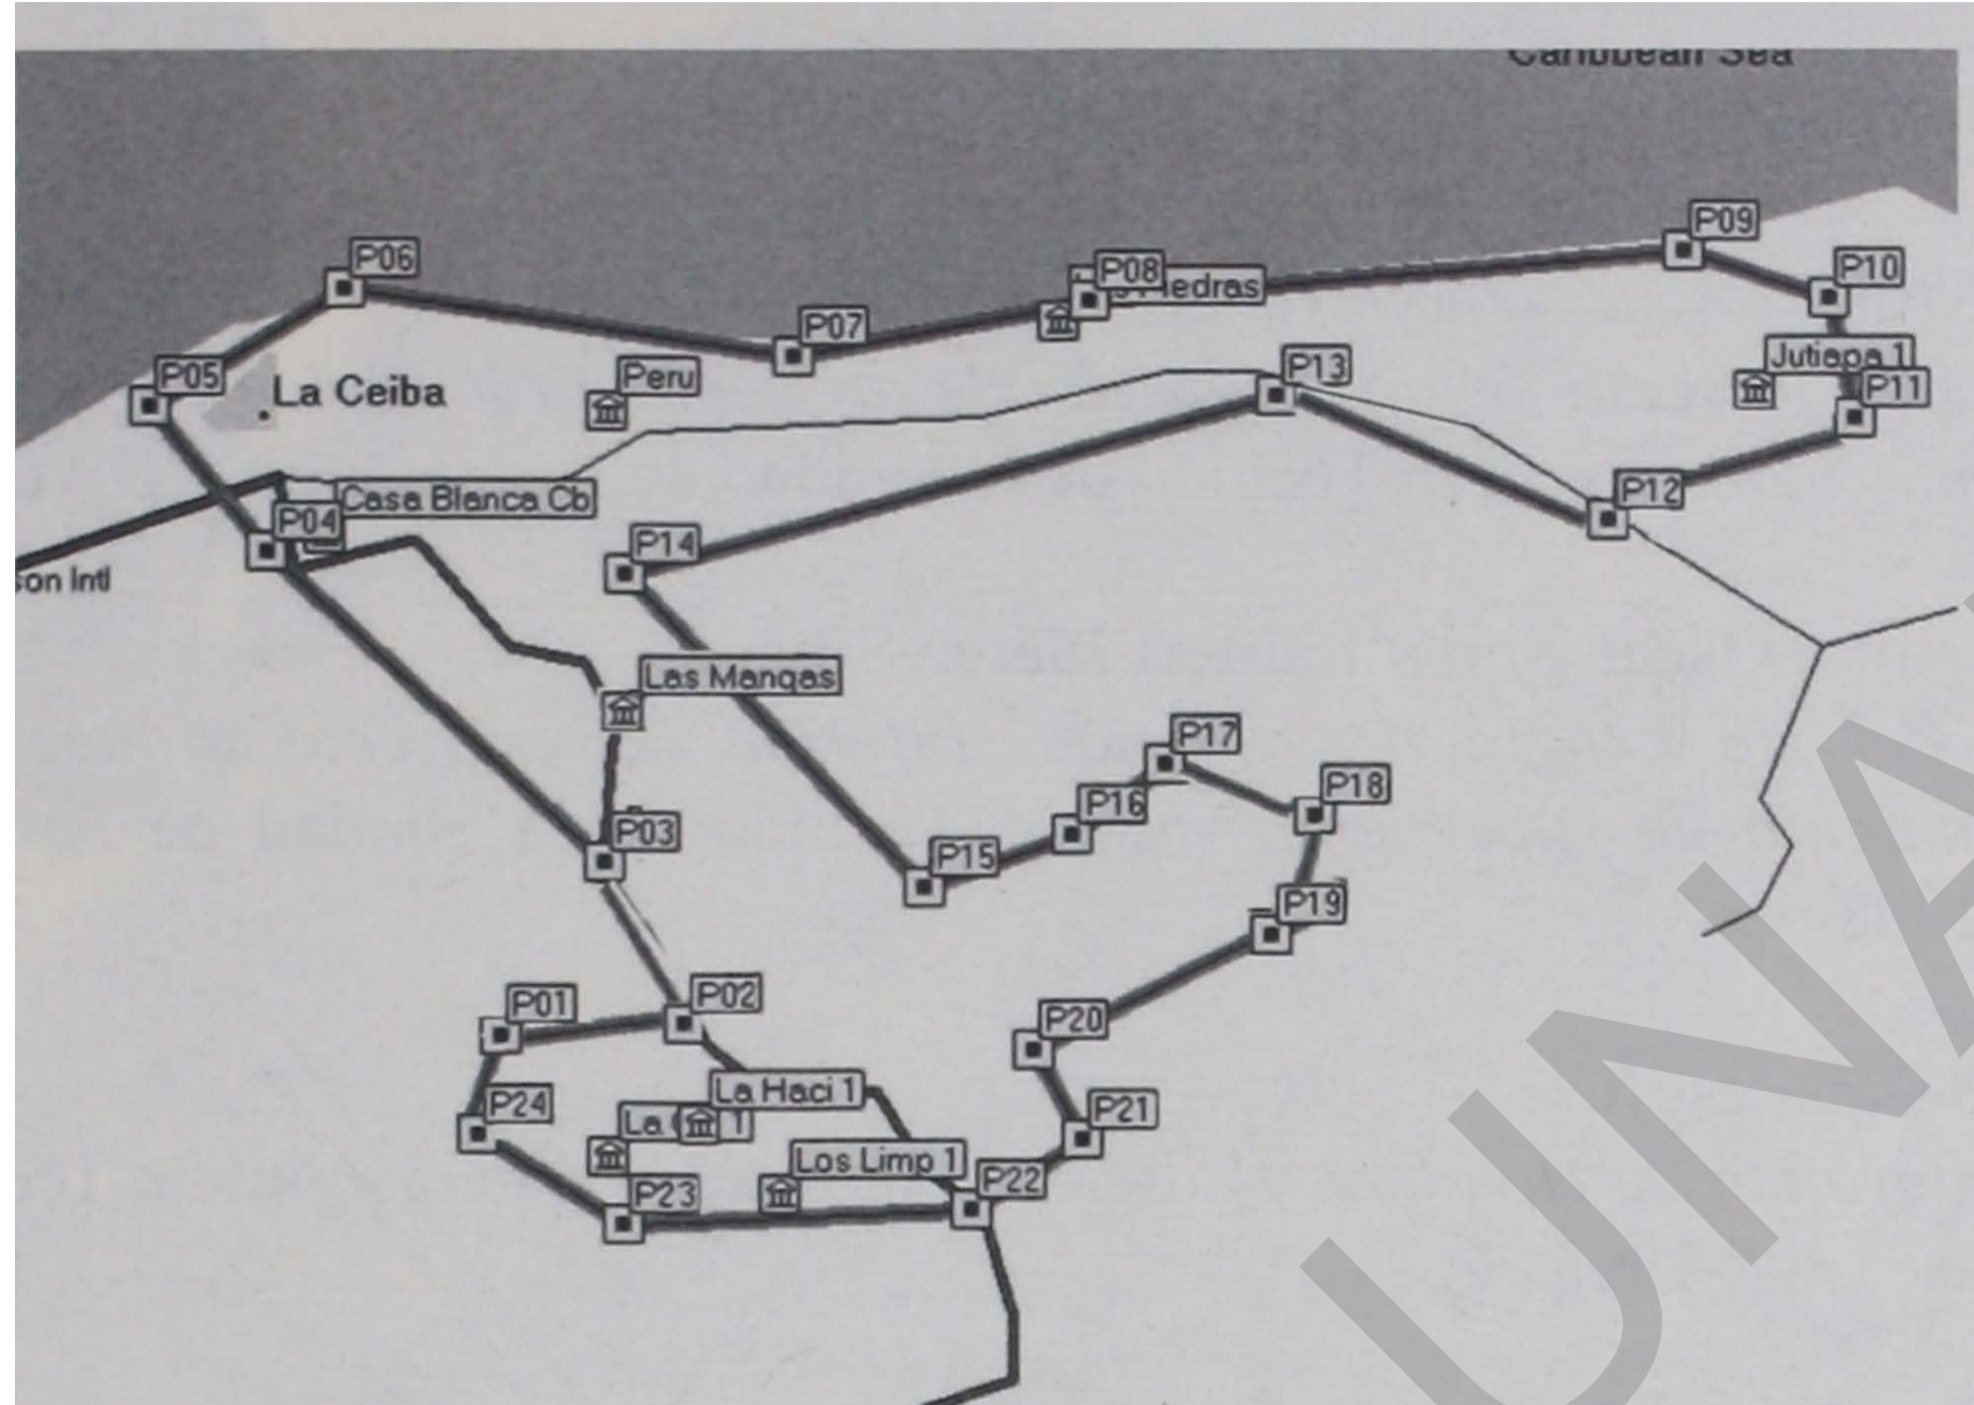 Caribbean Sea
P09
P06
P10
P08
Piedras
P07
Jutiapa 1
P13
P05
Peru
P11
La Ceiba
P12
Casa Blanca Cb
P04
P14
son Intl
Las Mangas
P17
P18
P16
P03
P15
P19
P02
P01
P20
La Haci 1
P24
P21
La
1
Los Limp 1
P22
P23
UNA